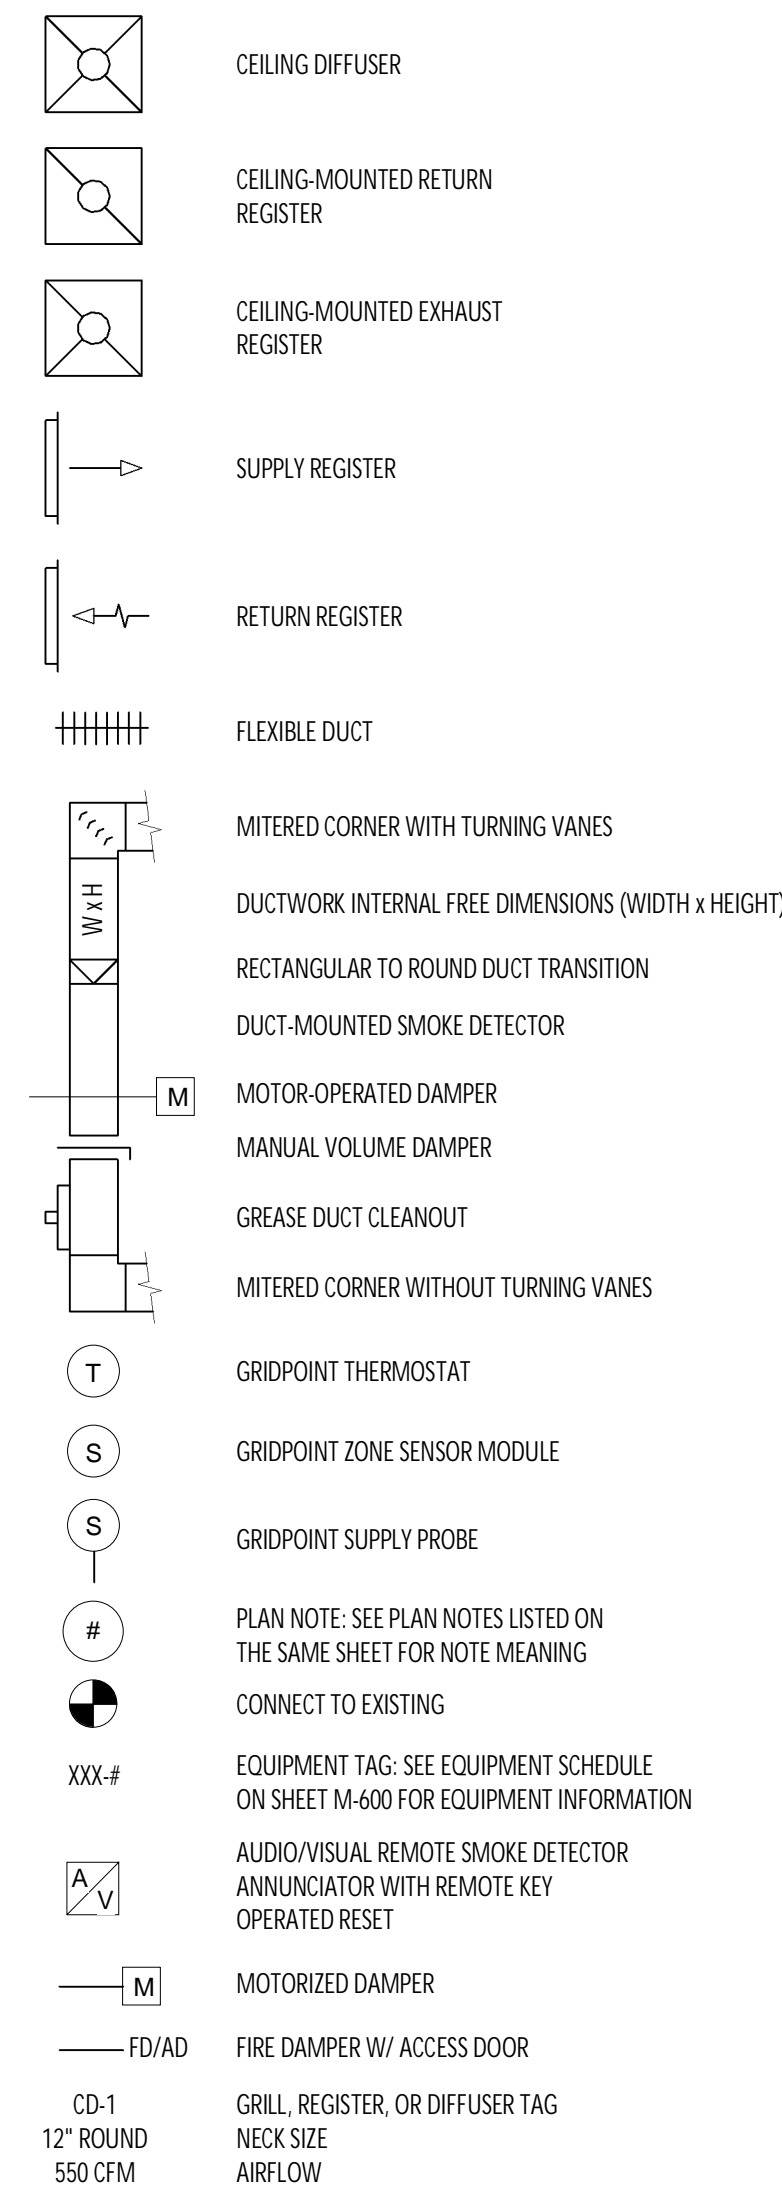 CEILING DIFFUSER
CEILING-MOUNTED RETURN
REGISTER
CEILING-MOUNTED EXHAUST
REGISTER
SUPPLY REGISTER
RETURN REGISTER
FLEXIBLE DUCT
MITERED CORNER WITH TURNING VANES
W x H
DUCTWORK INTERNAL FREE DIMENSIONS (WIDTH x HEIGHT)
RECTANGULAR TO ROUND DUCT TRANSITION
DUCT-MOUNTED SMOKE DETECTOR
M MOTOR-OPERATED DAMPER
MANUAL VOLUME DAMPER
GREASE DUCT CLEANOUT
MITERED CORNER WITHOUT TURNING VANES
T GRIDPOINT THERMOSTAT
S GRIDPOINT ZONE SENSOR MODULE
S GRIDPOINT SUPPLY PROBE
# PLAN NOTE: SEE PLAN NOTES LISTED ON
THE SAME SHEET FOR NOTE MEANING
CONNECT TO EXISTING
XXX-# EQUIPMENT TAG: SEE EQUIPMENT SCHEDULE
ON SHEET M-600 FOR EQUIPMENT INFORMATION
A V AUDIO/VISUAL REMOTE SMOKE DETECTOR
ANNUNCIATOR WITH REMOTE KEY
OPERATED RESET
M MOTORIZED DAMPER
FD/AD FIRE DAMPER W/ ACCESS DOOR
CD-1 GRILL, REGISTER, OR DIFFUSER TAG
12" ROUND NECK SIZE
550 CFM AIRFLOW